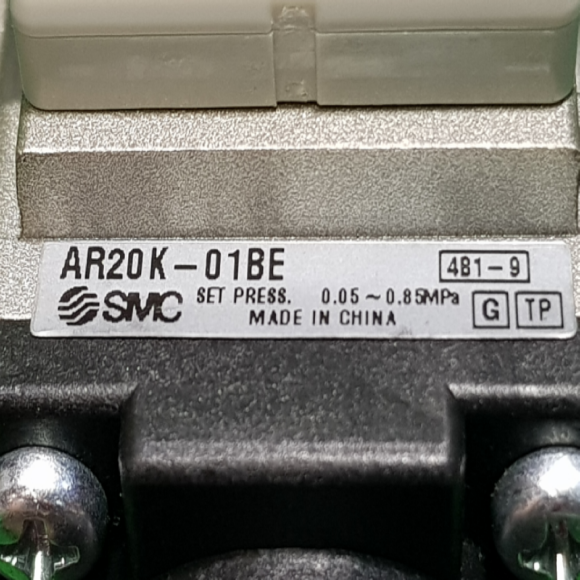 AR20K-01BE 4B1-9
SMC SET PRESS. 0.05~0.85MPa G TP
MADE IN CHINA